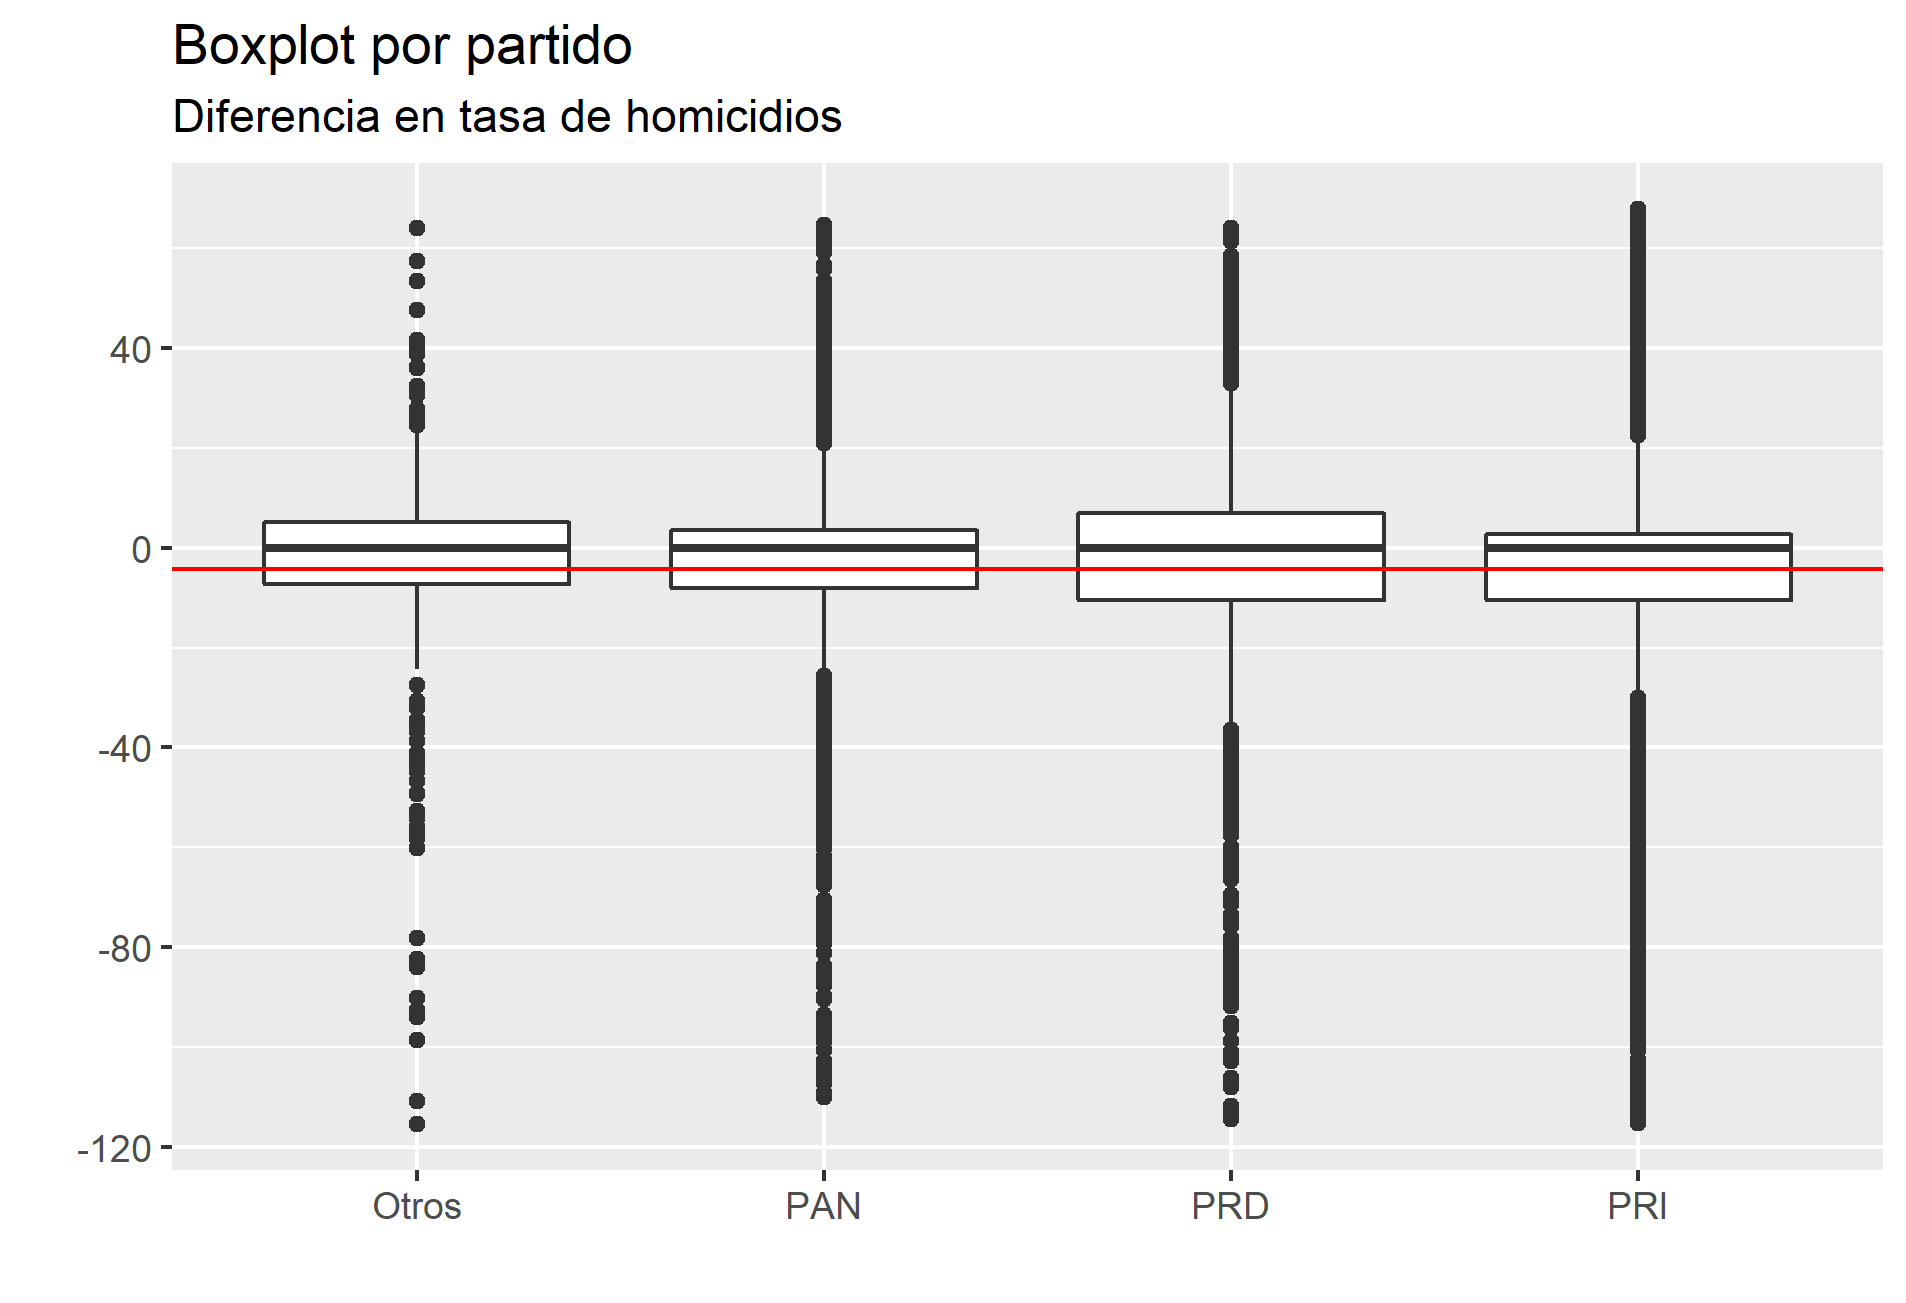 Boxplot por partido
Diferencia en tasa de homicidios
40
0
-40
-80
-120
Otros PAN PRD PRI